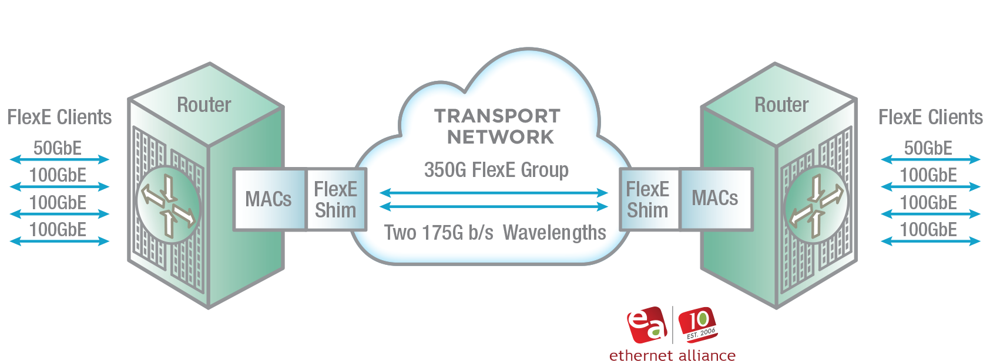 FlexE Clients
50GbE
100GbE
100GbE
100GbE
Router
MACs
FlexE
Shim
TRANSPORT
NETWORK
350G FlexE Group
Two 175G b/s Wavelengths
FlexE
Shim
MACs
Router
FlexE Clients
50GbE
100GbE
100GbE
100GbE
ea
10
EST. 2006
ethernet alliance